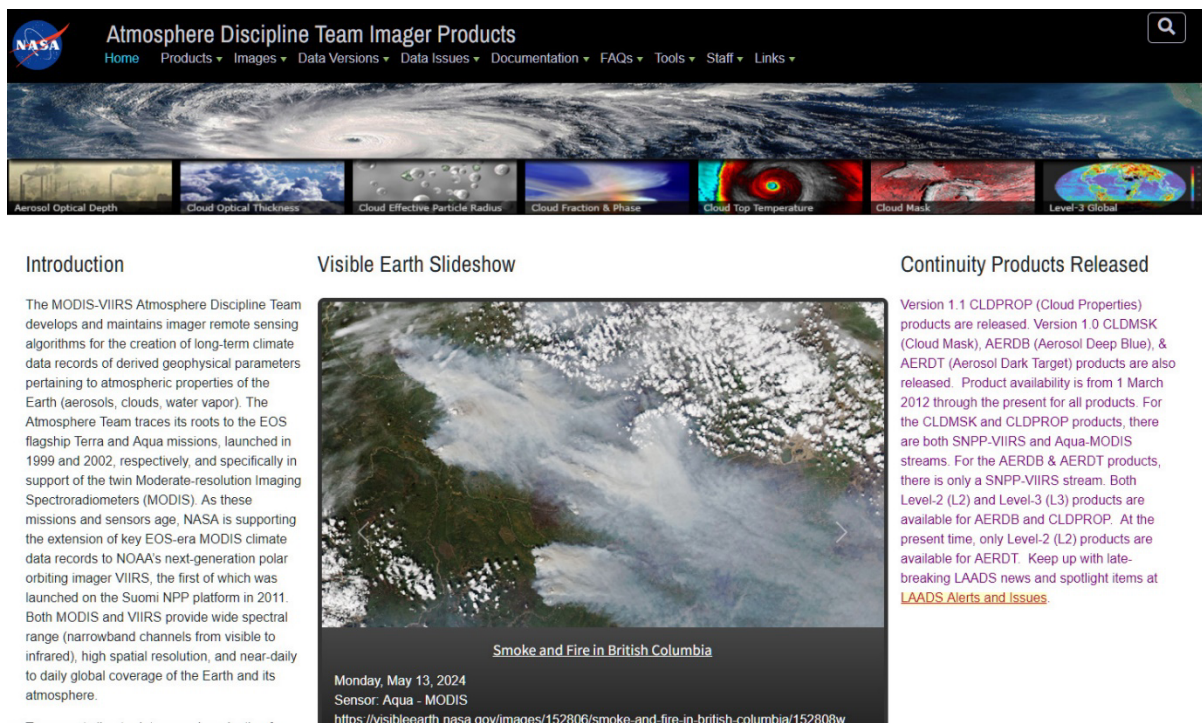 NASA
Atmosphere Discipline Team Imager Products
Home Products Images Data Versions Data Issues Documentation FAQs Tools Staff Links
Aerosol Optical Depth
Cloud Optical Thickness
Cloud Effective Particle Radius
Cloud Fraction & Phase
Cloud Top Temperature
Cloud Mask
Level-3 Global
Introduction
The MODIS-VIIRS Atmosphere Discipline Team
develops and maintains imager remote sensing
algorithms for the creation of long-term climate
data records of derived geophysical parameters
pertaining to atmospheric properties of the
Earth (aerosols, clouds, water vapor). The
Atmosphere Team traces its roots to the EOS
flagship Terra and Aqua missions, launched in
1999 and 2002, respectively, and specifically in
support of the twin Moderate-resolution Imaging
Spectroradiometers (MODIS). As these
missions and sensors age, NASA is supporting
the extension of key EOS-era MODIS climate
data records to NOAA's next-generation polar
orbiting imager VIIRS, the first of which was
launched on the Suomi NPP platform in 2011.
Both MODIS and VIIRS provide wide spectral
range (narrowband channels from visible to
infrared), high spatial resolution, and near-daily
to daily global coverage of the Earth and its
atmosphere.
Visible Earth Slideshow
Smoke and Fire in British Columbia
Monday, May 13, 2024
Sensor: Aqua - MODIS
https://visibleearth.nasa.gov/images/152806/smoke-and-fire-in-british-columbia/152808w
Continuity Products Released
Version 1.1 CLDPROP (Cloud Properties)
products are released. Version 1.0 CLDMSK
(Cloud Mask), AERDB (Aerosol Deep Blue), &
AERDT (Aerosol Dark Target) products are also
released. Product availability is from 1 March
2012 through the present for all products. For
the CLDMSK and CLDPROP products, there
are both SNPP-VIIRS and Aqua-MODIS
streams. For the AERDB & AERDT products,
there is only a SNPP-VIIRS stream. Both
Level-2 (L2) and Level-3 (L3) products are
available for AERDB and CLDPROP. At the
present time, only Level-2 (L2) products are
available for AERDT. Keep up with late-
breaking LAADS news and spotlight items at
LAADS Alerts and Issues.